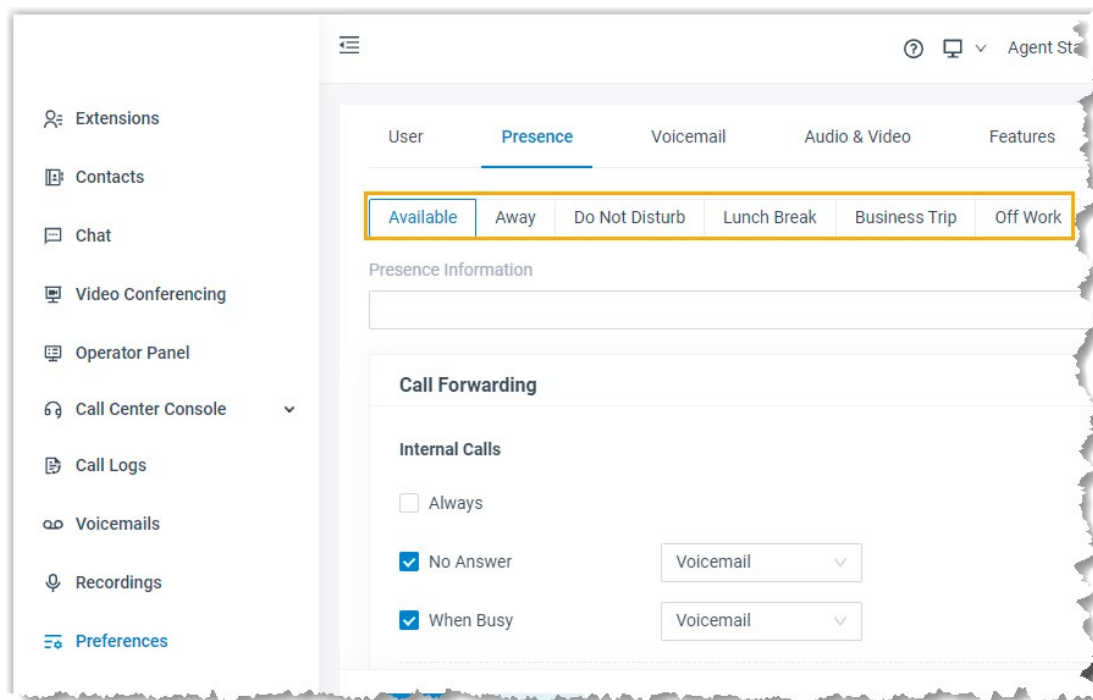 Agent Sta
Extensions
Contacts
Chat
Video Conferencing
Operator Panel
Call Center Console
Call Logs
Voicemails
Recordings
Preferences
User Presence Voicemail Audio & Video Features
Available Away Do Not Disturb Lunch Break Business Trip Off Work
Presence Information
Call Forwarding
Internal Calls
Always
No Answer Voicemail
When Busy Voicemail